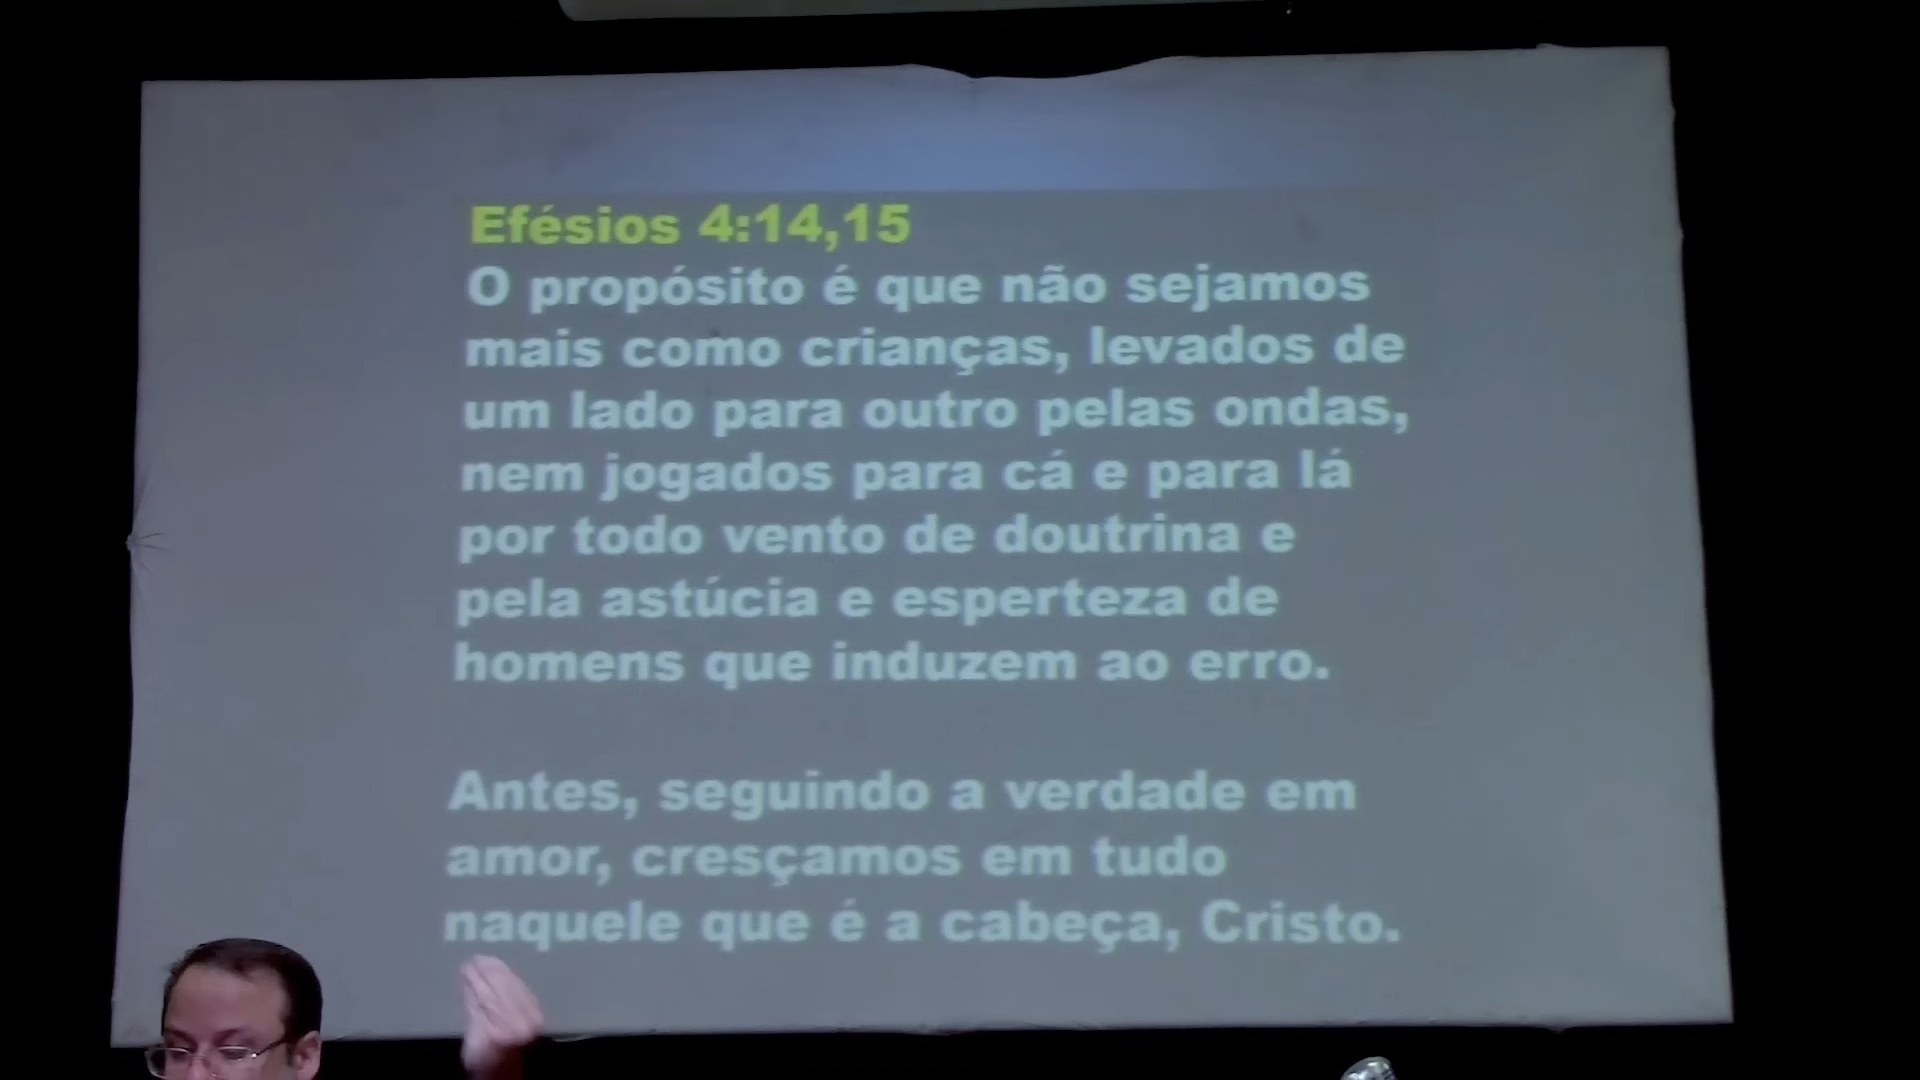 Efésios 4:14,15
O propósito é que não sejamos
mais como crianças, levados de
um lado para outro pelas ondas,
nem jogados para cá e para lá
por todo vento de doutrina e
pela astúcia e esperteza de
homens que induzem ao erro.
Antes, seguindo a verdade em
amor, cresçamos em tudo
naquele que é a cabeça, Cristo.